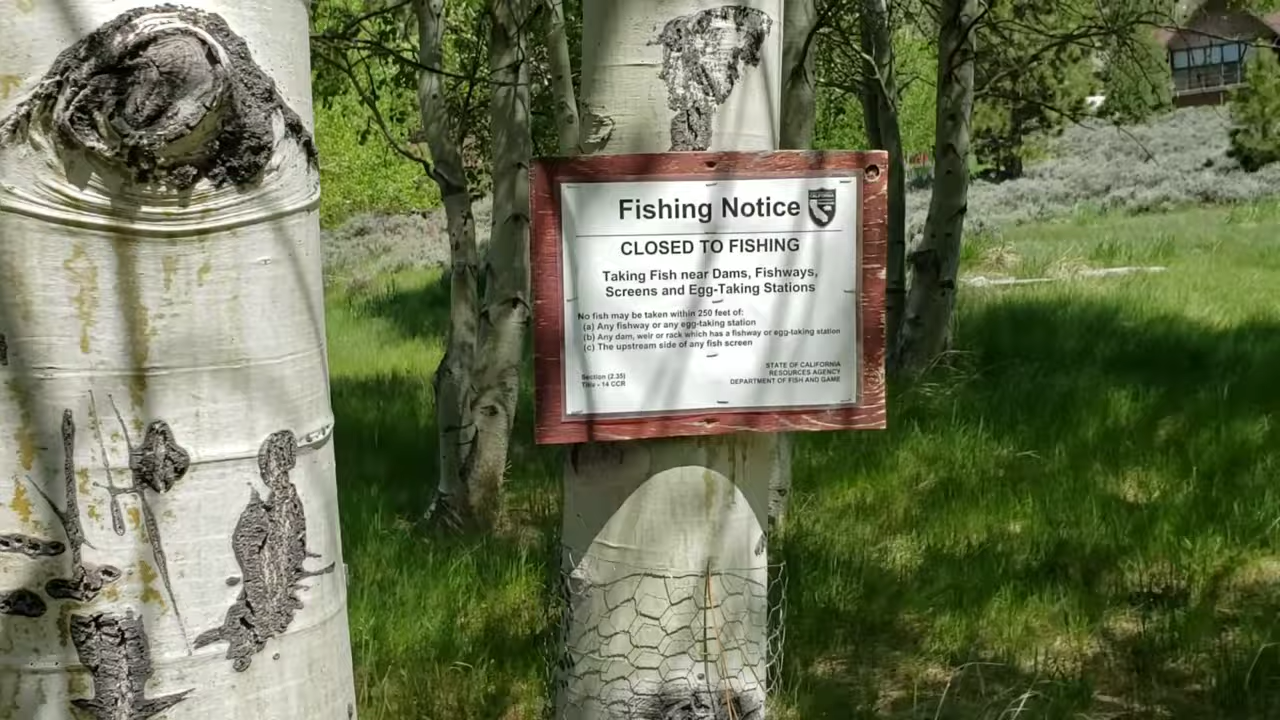 Fishing Notice
CALIFORNIA
CLOSED TO FISHING
Taking Fish near Dams, Fishways,
Screens and Egg-Taking Stations
No fish may be taken within 250 feet of:
(a) Any fishway or any egg-taking station
(b) Any dam, weir or rack which has a fishway or egg-taking station
(c) The upstream side of any fish screen
Section (2.35)
Title - 14 CCR
STATE OF CALIFORNIA
RESOURCES AGENCY
DEPARTMENT OF FISH AND GAME